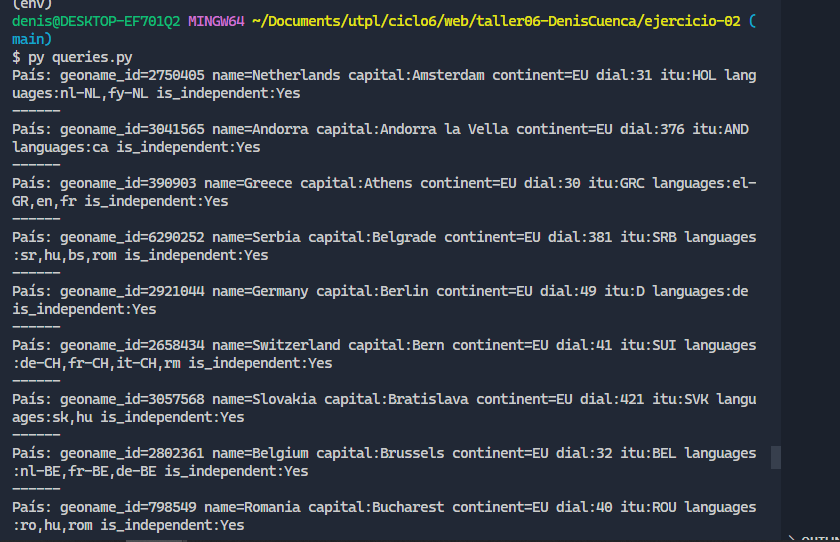 (env)
denis@DESKTOP-EF701Q2 MINGW64 ~/Documents/utpl/ciclo6/web/taller06-DenisCuenca/ejercicio-02 (
main)
$ py queries.py
País: geoname_id=2750405 name=Netherlands capital:Amsterdam continent=EU dial:31 itu:HOL lang
uages:nl-NL,fy-NL is_independent:Yes
------
País: geoname_id=3041565 name=Andorra capital:Andorra la Vella continent=EU dial:376 itu:AND
languages:ca is_independent:Yes
------
País: geoname_id=390903 name=Greece capital:Athens continent=EU dial:30 itu:GRC languages:el-
GR,en,fr is_independent:Yes
------
País: geoname_id=6290252 name=Serbia capital:Belgrade continent=EU dial:381 itu:SRB languages
:sr,hu,bs,rom is_independent:Yes
------
País: geoname_id=2921044 name=Germany capital:Berlin continent=EU dial:49 itu:D languages:de
is_independent:Yes
------
País: geoname_id=2658434 name=Switzerland capital:Bern continent=EU dial:41 itu:SUI languages
:de-CH,fr-CH,it-CH,rm is_independent:Yes
------
País: geoname_id=3057568 name=Slovakia capital:Bratislava continent=EU dial:421 itu:SVK langu
ages:sk,hu is_independent:Yes
------
País: geoname_id=2802361 name=Belgium capital:Brussels continent=EU dial:32 itu:BEL languages
:nl-BE,fr-BE,de-BE is_independent:Yes
------
País: geoname_id=798549 name=Romania capital:Bucharest continent=EU dial:40 itu:ROU languages
:ro,hu,rom is_independent:Yes